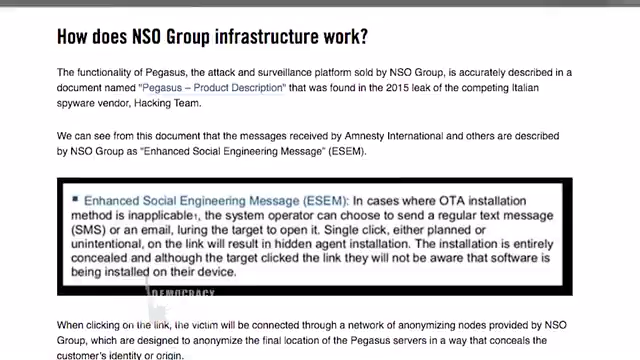 How does NSO Group infrastructure work?
The functionality of Pegasus, the attack and surveillance platform sold by NSO Group, is accurately described in a
document named "Pegasus – Product Description" that was found in the 2015 leak of the competing Italian
spyware vendor, Hacking Team.
We can see from this document that the messages received by Amnesty International and others are described
by NSO Group as "Enhanced Social Engineering Message" (ESEM).
▪ Enhanced Social Engineering Message (ESEM): In cases where OTA installation
method is inapplicable1, the system operator can choose to send a regular text message
(SMS) or an email, luring the target to open it. Single click, either planned or
unintentional, on the link will result in hidden agent installation. The installation is entirely
concealed and although the target clicked the link they will not be aware that software is
being installed on their device.
DEMOCRACY
When clicking on the link, the victim will be connected through a network of anonymizing nodes provided by NSO
Group, which are designed to anonymize the final location of the Pegasus servers in a way that conceals the
customer's identity or origin.